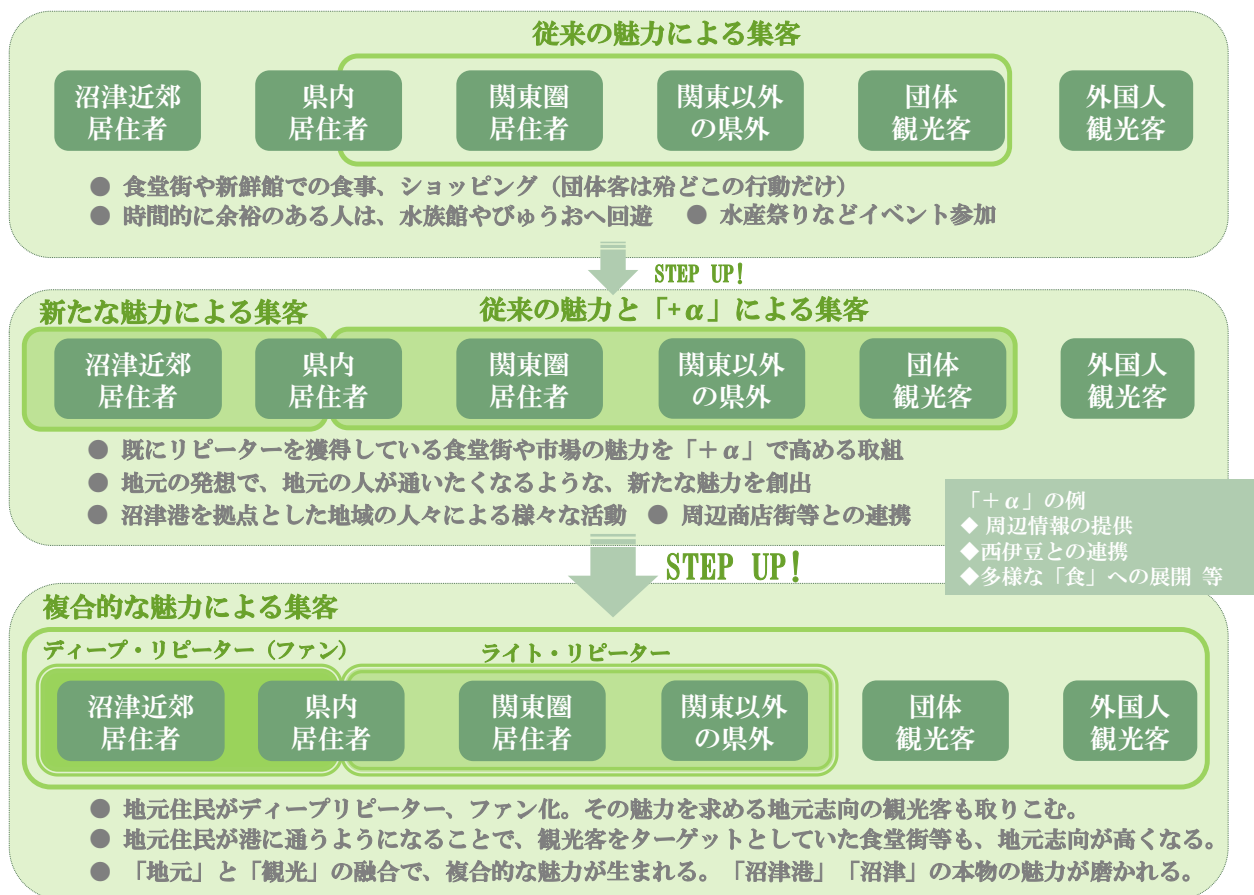 従来の魅力による集客
沼津近郊
居住者
県内
居住者
関東圏
居住者
関東以外
の県外
団体
観光客
外国人
観光客
● 食堂街や新鮮館での食事、ショッピング（団体客は殆どこの行動だけ）
● 時間的に余裕のある人は、水族館やびゅうおへ回遊　● 水産祭りなどイベント参加
STEP UP!
新たな魅力による集客
従来の魅力と「+α」による集客
沼津近郊
居住者
県内
居住者
関東圏
居住者
関東以外
の県外
団体
観光客
外国人
観光客
● 既にリピーターを獲得している食堂街や市場の魅力を「＋α」で高める取組
● 地元の発想で、地元の人が通いたくなるような、新たな魅力を創出
● 沼津港を拠点とした地域の人々による様々な活動　● 周辺商店街等との連携
「＋α」の例
◆ 周辺情報の提供
◆西伊豆との連携
◆多様な「食」への展開 等
STEP UP!
複合的な魅力による集客
ディープ・リピーター（ファン）
ライト・リピーター
沼津近郊
居住者
県内
居住者
関東圏
居住者
関東以外
の県外
団体
観光客
外国人
観光客
● 地元住民がディープリピーター、ファン化。その魅力を求める地元志向の観光客も取りこむ。
● 地元住民が港に通うようになることで、観光客をターゲットとしていた食堂街等も、地元志向が高くなる。
● 「地元」と「観光」の融合で、複合的な魅力が生まれる。「沼津港」「沼津」の本物の魅力が磨かれる。